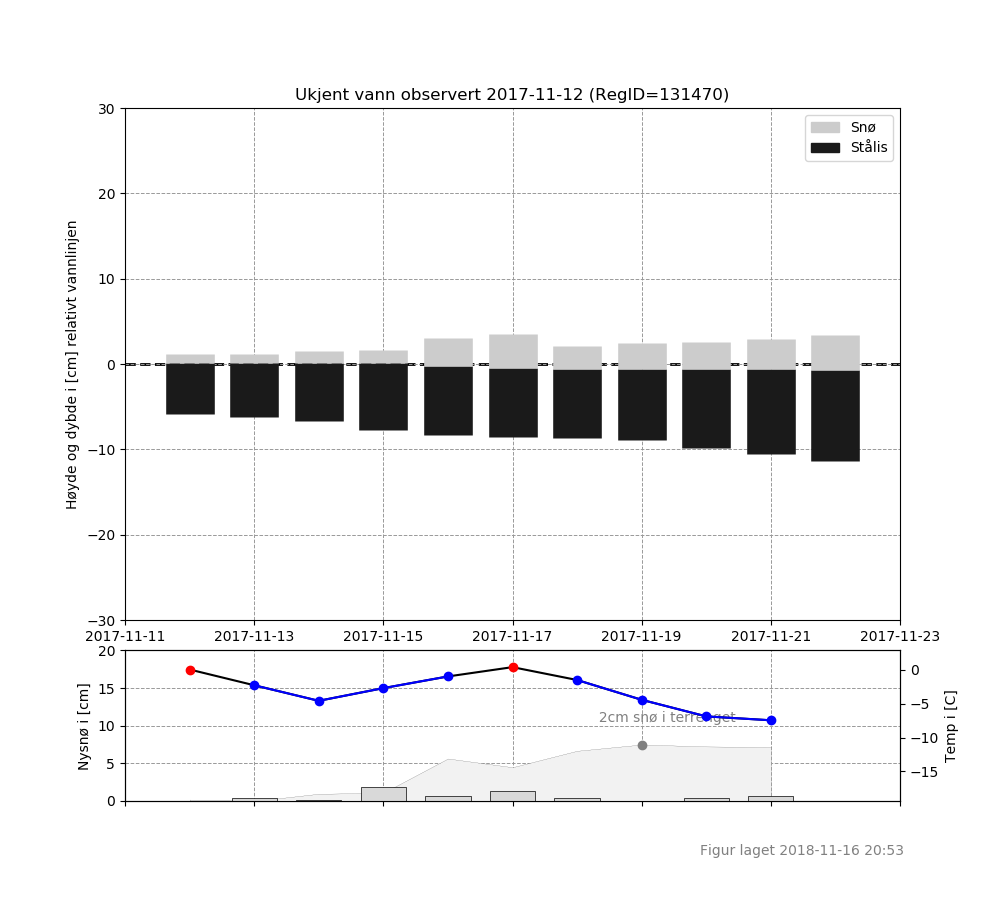 Ukjent vann observert 2017-11-12 (RegID=131470)
30
20
10
0
−10
−20
−30
Høyde og dybde i [cm] relativt vannlinjen
Snø
Stålis
2017-11-11
2017-11-13
2017-11-15
2017-11-17
2017-11-19
2017-11-21
2017-11-23
20
15
10
5
0
Nysnø i [cm]
2cm snø i terrenget
0
−5
−10
−15
Temp i [C]
Figur laget 2018-11-16 20:53